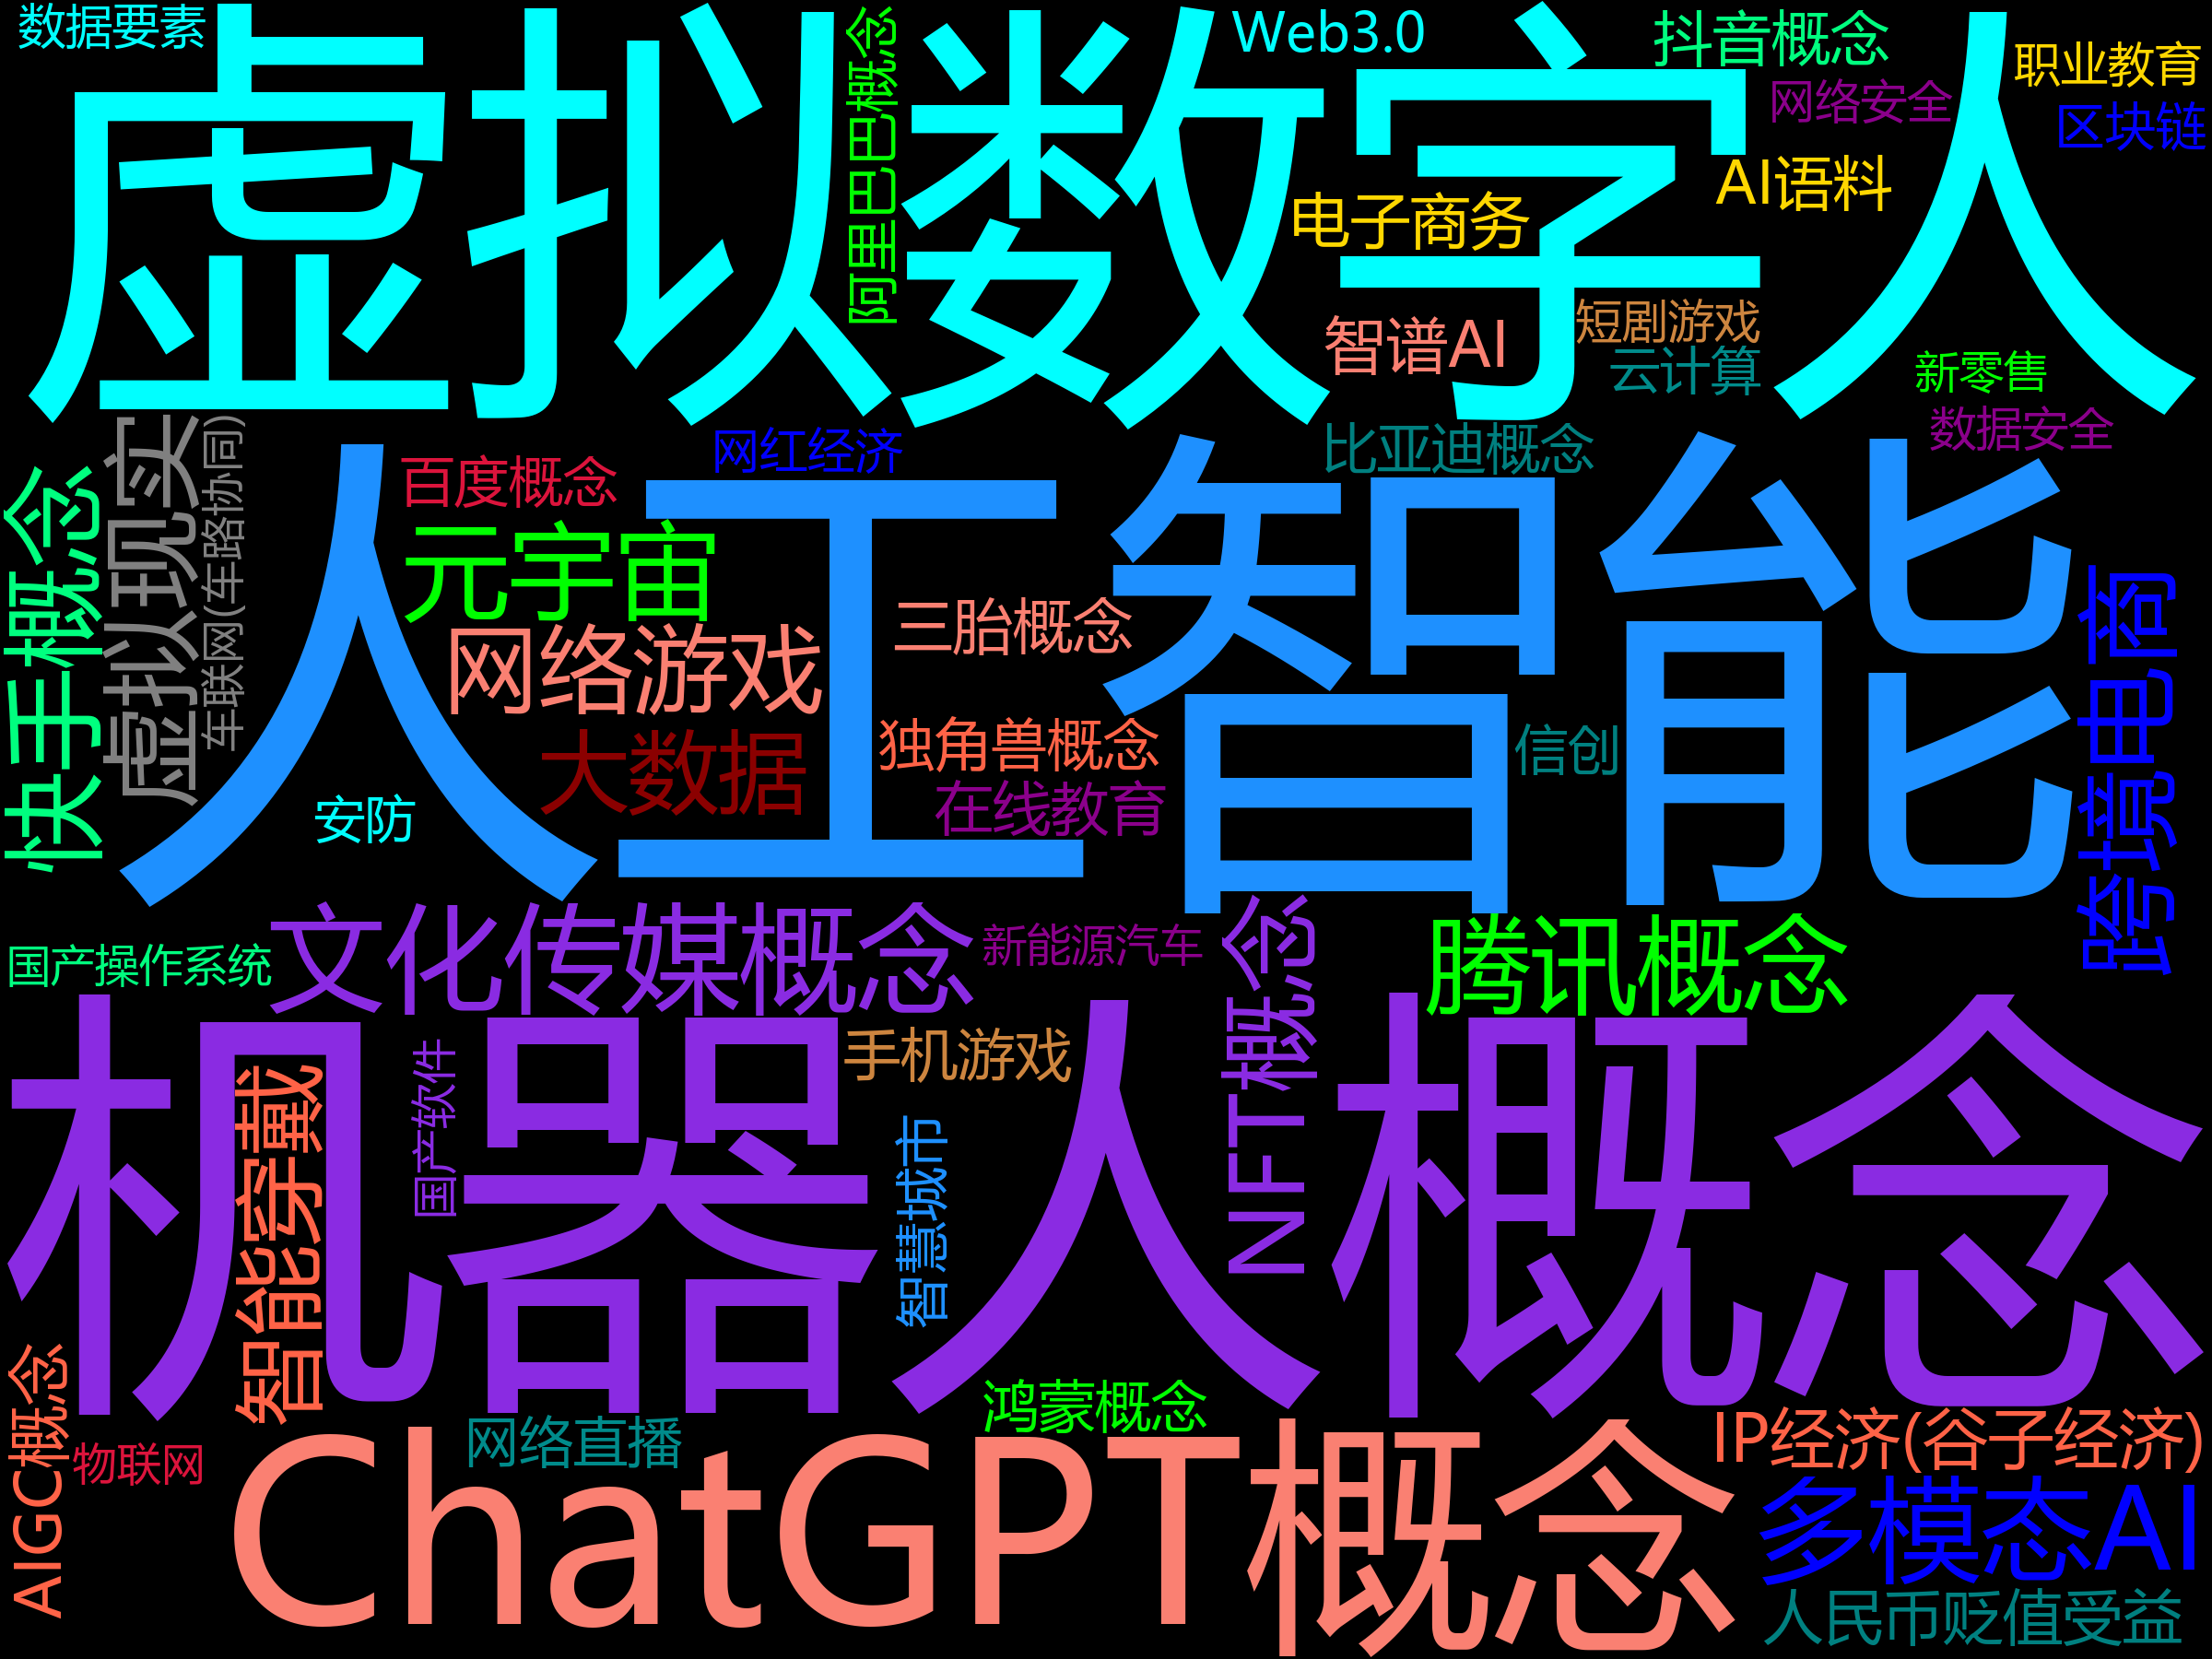 数据要素
虚拟数字人
阿里巴巴概念
Web3.0
抖音概念
职业教育
网络安全
区块链
AI语料
电子商务
智谱AI
短剧游戏
云计算
新零售
数据安全
比亚迪概念
网红经济
百度概念
快手概念
虚拟现实
车联网(车路协同)
人工智能
元宇宙
网络游戏
三胎概念
大数据
独角兽概念
在线教育
信创
安防
跨境电商
文化传媒概念
新能源汽车
国产操作系统
腾讯概念
NFT概念
机器人概念
手机游戏
国产软件
智能穿戴
智慧城市
鸿蒙概念
AIGC概念
物联网
网络直播
ChatGPT概念
IP经济(谷子经济)
多模态AI
人民币贬值受益